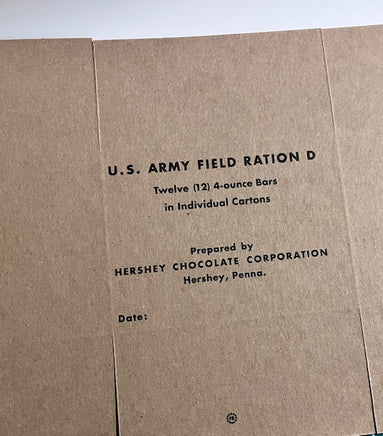 U.S. ARMY FIELD RATION D
Twelve (12) 4-ounce Bars
in Individual Cartons
Prepared by
HERSHEY CHOCOLATE CORPORATION
Hershey, Penna.
Date: